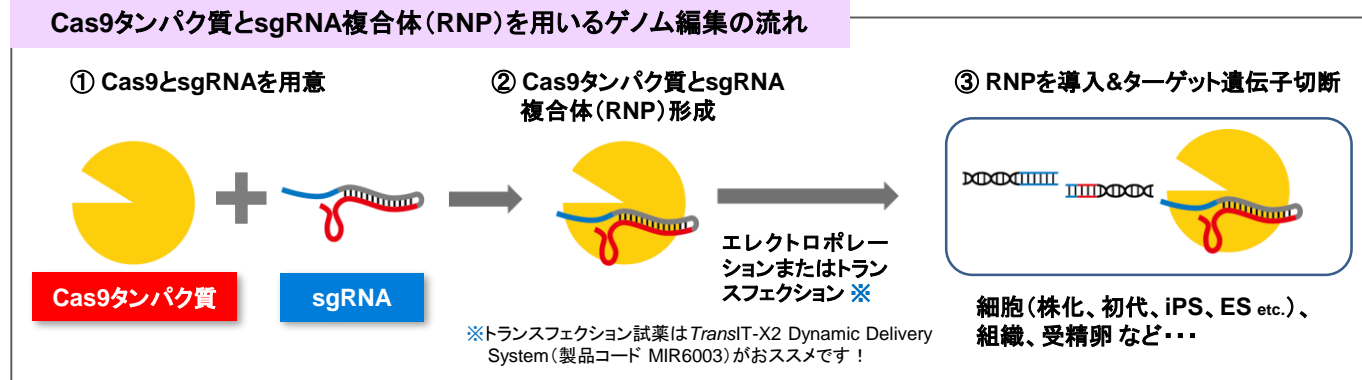 Cas9タンパク質とsgRNA複合体（RNP）を用いるゲノム編集の流れ
① Cas9とsgRNAを用意
② Cas9タンパク質とsgRNA
複合体（RNP）形成
③ RNPを導入&ターゲット遺伝子切断
Cas9タンパク質
sgRNA
エレクトロポレー
ションまたはトラン
スフェクション ※
※トランスフェクション試薬はTransIT-X2 Dynamic Delivery
System（製品コード MIR6003）がおススメです！
細胞（株化、初代、iPS、ES etc.）、
組織、受精卵 など･･･